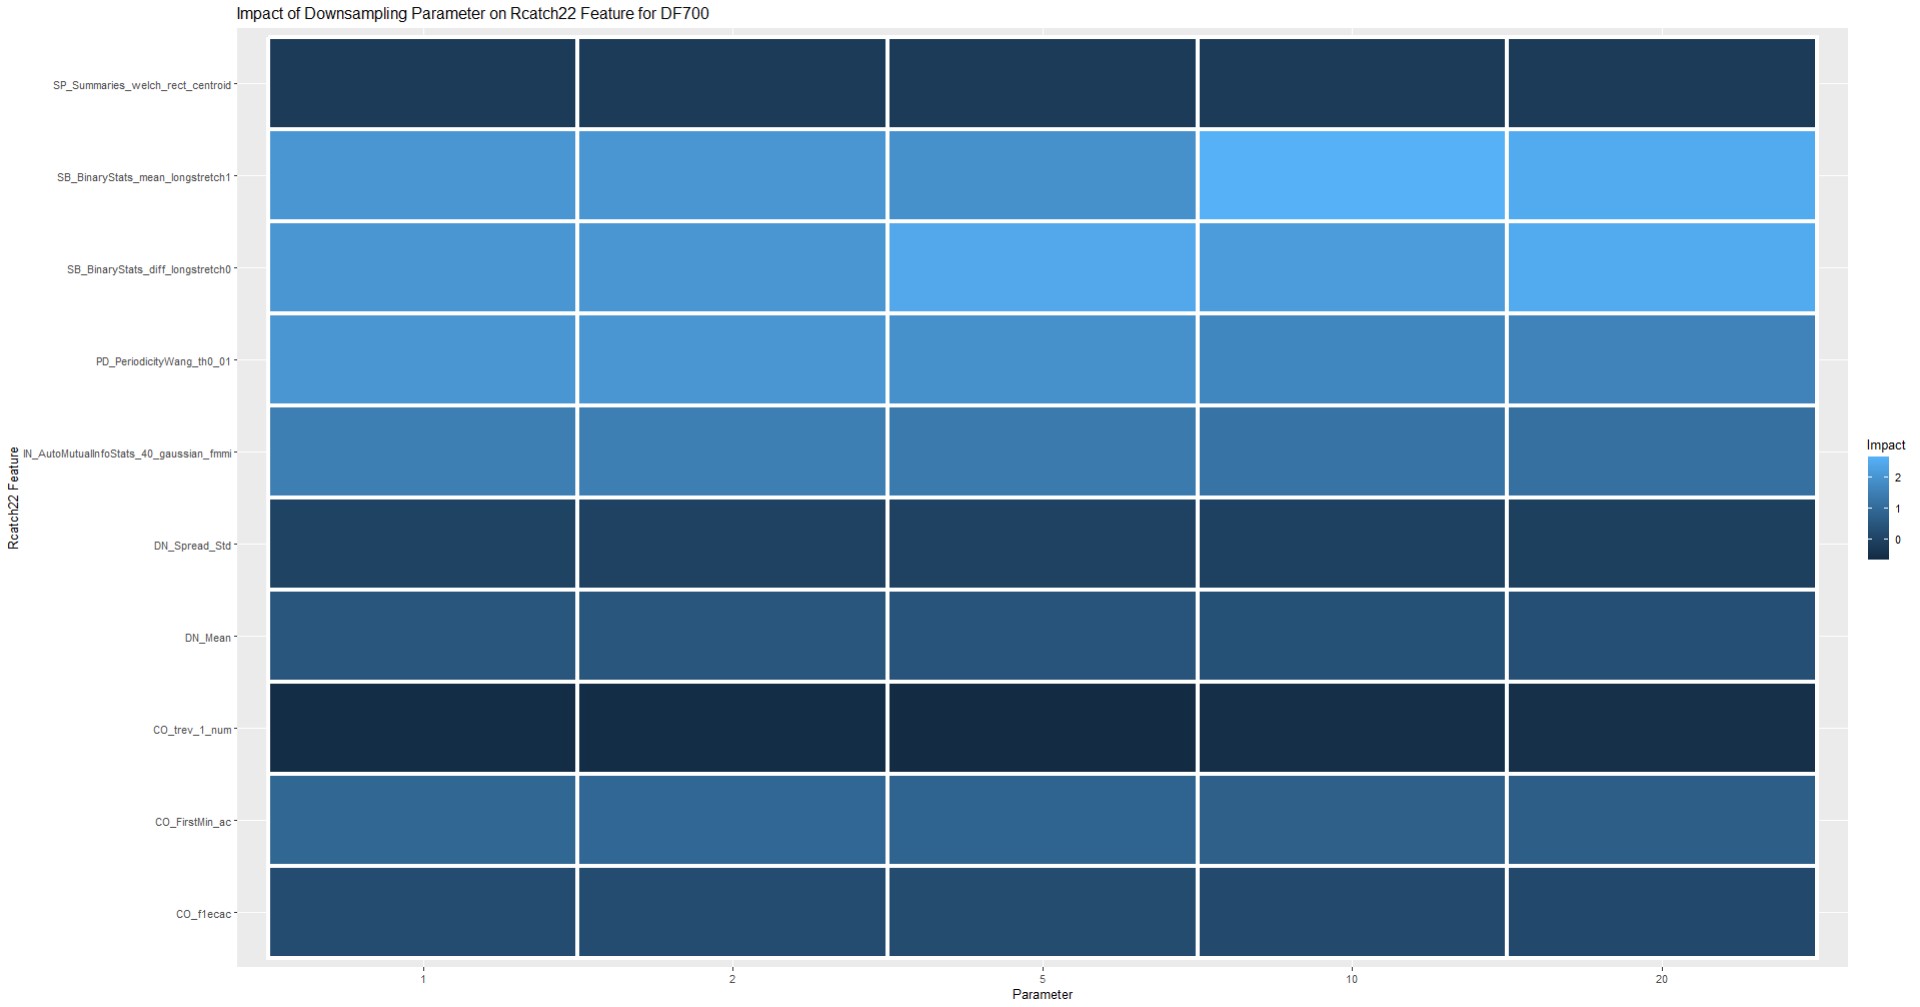 Impact of Downsampling Parameter on Rcatch22 Feature for DF700
SP_Summaries_welch_rect_centroid
SB_BinaryStats_mean_longstretch1
SB_BinaryStats_diff_longstretch0
PD_PeriodicityWang_th0_01
IN_AutoMutualInfoStats_40_gaussian_fmmi
DN_Spread_Std
DN_Mean
CO_trev_1_num
CO_FirstMin_ac
CO_f1ecac
Rcatch22 Feature
1 2 5 10 20
Parameter
Impact
2
1
0